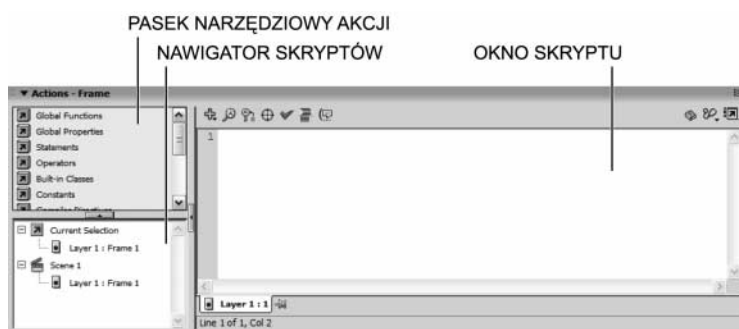 PASEK NARZĘDZIOWY AKCJI
NAWIGATOR SKRYPTÓW
OKNO SKRYPTU
▼ Actions - Frame
Global Functions
Global Properties
Statements
Operators
Built-in Classes
Constants
Compiler Directives
1
Current Selection
Layer 1 : Frame 1
Scene 1
Layer 1 : Frame 1
Layer 1 : 1
Line 1 of 1, Col 2